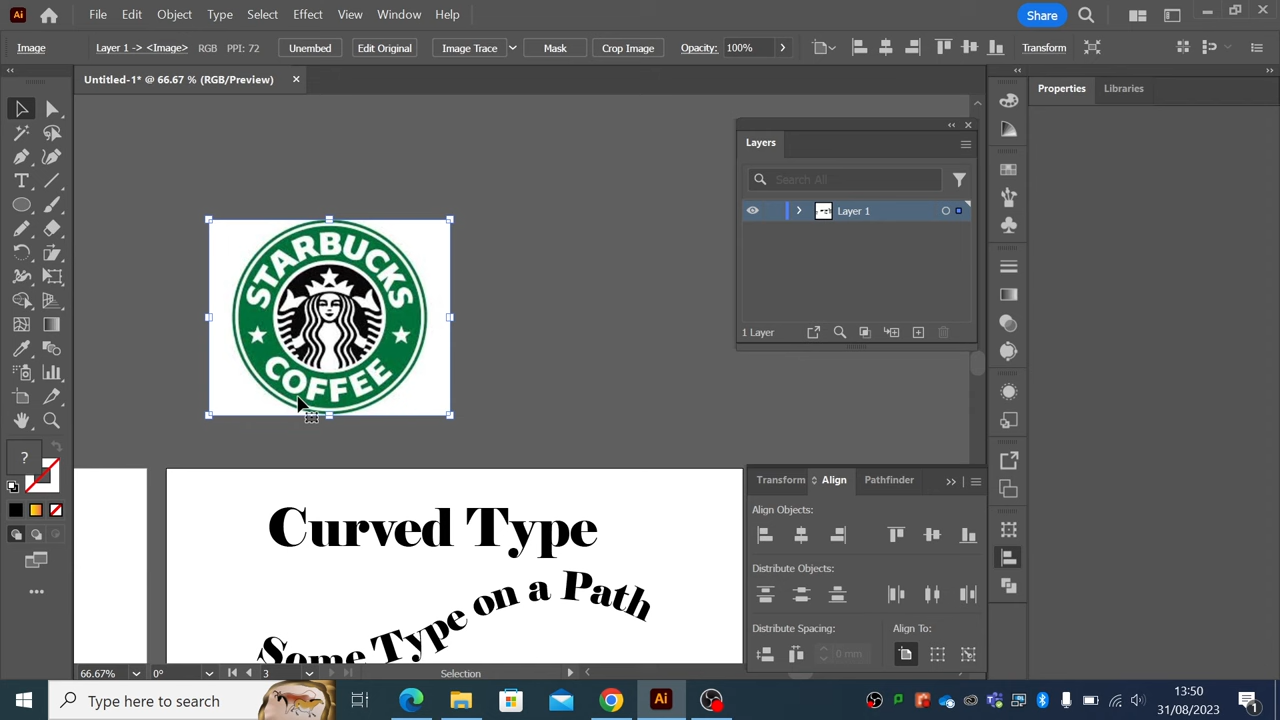 Ai File Edit Object Type Select Effect View Window Help Share
Image Layer 1 -> <Image> RGB PPI: 72 Unembed Edit Original Image Trace Mask Crop Image Opacity: 100% Transform
Untitled-1* @ 66.67 % (RGB/Preview)
Properties Libraries
Layers
Search All
Layer 1
STARBUCKS
COFFEE
1 Layer
?
Transform Align Pathfinder
Align Objects:
Distribute Objects:
Distribute Spacing: Align To:
0 mm
Curved Type
Some Type on a Path
66.67% 0° 3 Selection
Type here to search
Ai
13:50
31/08/2023
1